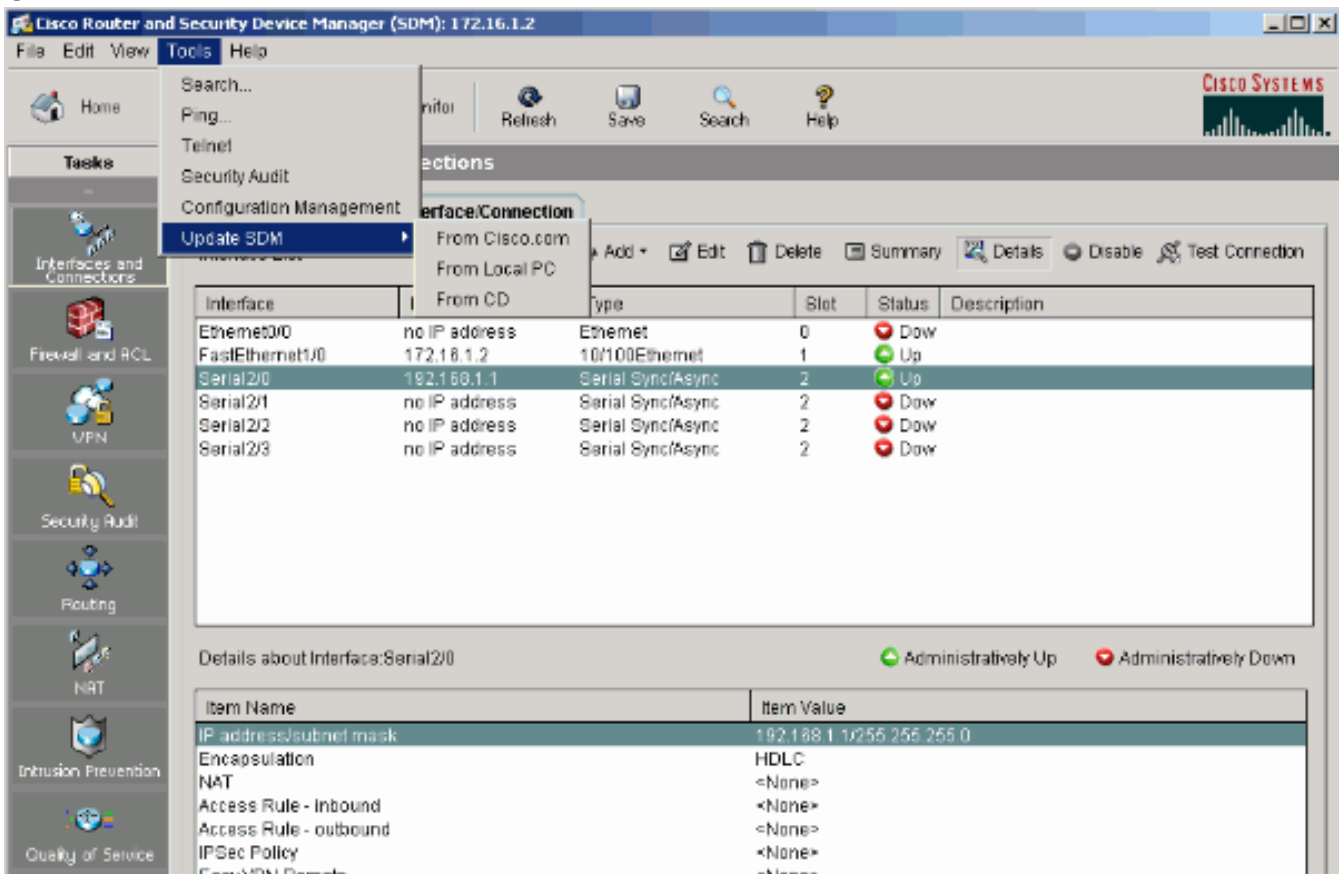 Cisco Router and Security Device Manager (SDM): 172.16.1.2
File Edit View Tools Help
Home
Refresh Save Search Help
CISCO SYSTEMS
Search...
Ping...
Telnet
Security Audit
Configuration Management
Update SDM
From Cisco.com
From Local PC
From CD
Tasks
Interfaces and Connections
Firewall and ACL
VPN
Security Audit
Routing
NAT
Intrusion Prevention
Quality of Service
Add Edit Delete Summary Details Disable Test Connection
Interface Type Slot Status Description
Ethernet0/0 no IP address Ethernet 0 Dow
FastEthernet1/0 172.16.1.2 10/100Ethernet 1 Up
Serial2/0 192.168.1.1 Serial Sync/Async 2 Up
Serial2/1 no IP address Serial Sync/Async 2 Dow
Serial2/2 no IP address Serial Sync/Async 2 Dow
Serial2/3 no IP address Serial Sync/Async 2 Dow
Details about Interface:Serial2/0 Administratively Up Administratively Down
Item Name Item Value
IP address/subnet mask 192.168.1.1/255.255.255.0
Encapsulation HDLC
NAT <None>
Access Rule - inbound <None>
Access Rule - outbound <None>
IPSec Policy <None>